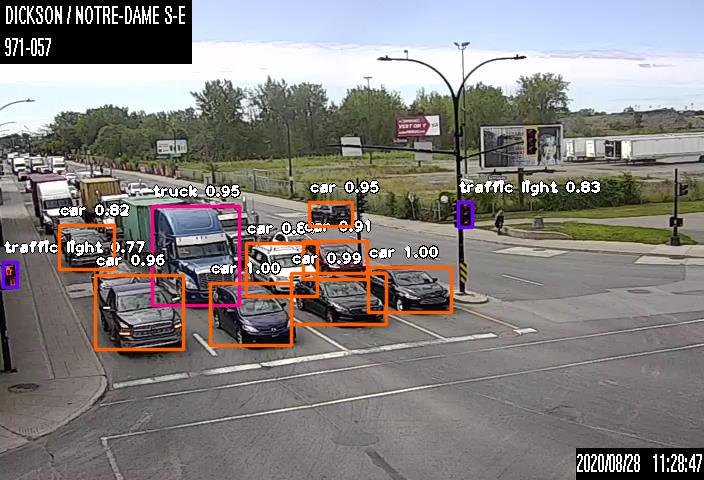 DICKSON / NOTRE-DAME S-E
971-057
VERT OU
car 0.95
truck 0.95
traffic light 0.83
car 0.82
car 0.91
traffic light 0.77
car 0.96
car 1.00
car 0.99
car 1.00
2020/08/28 11:28:47